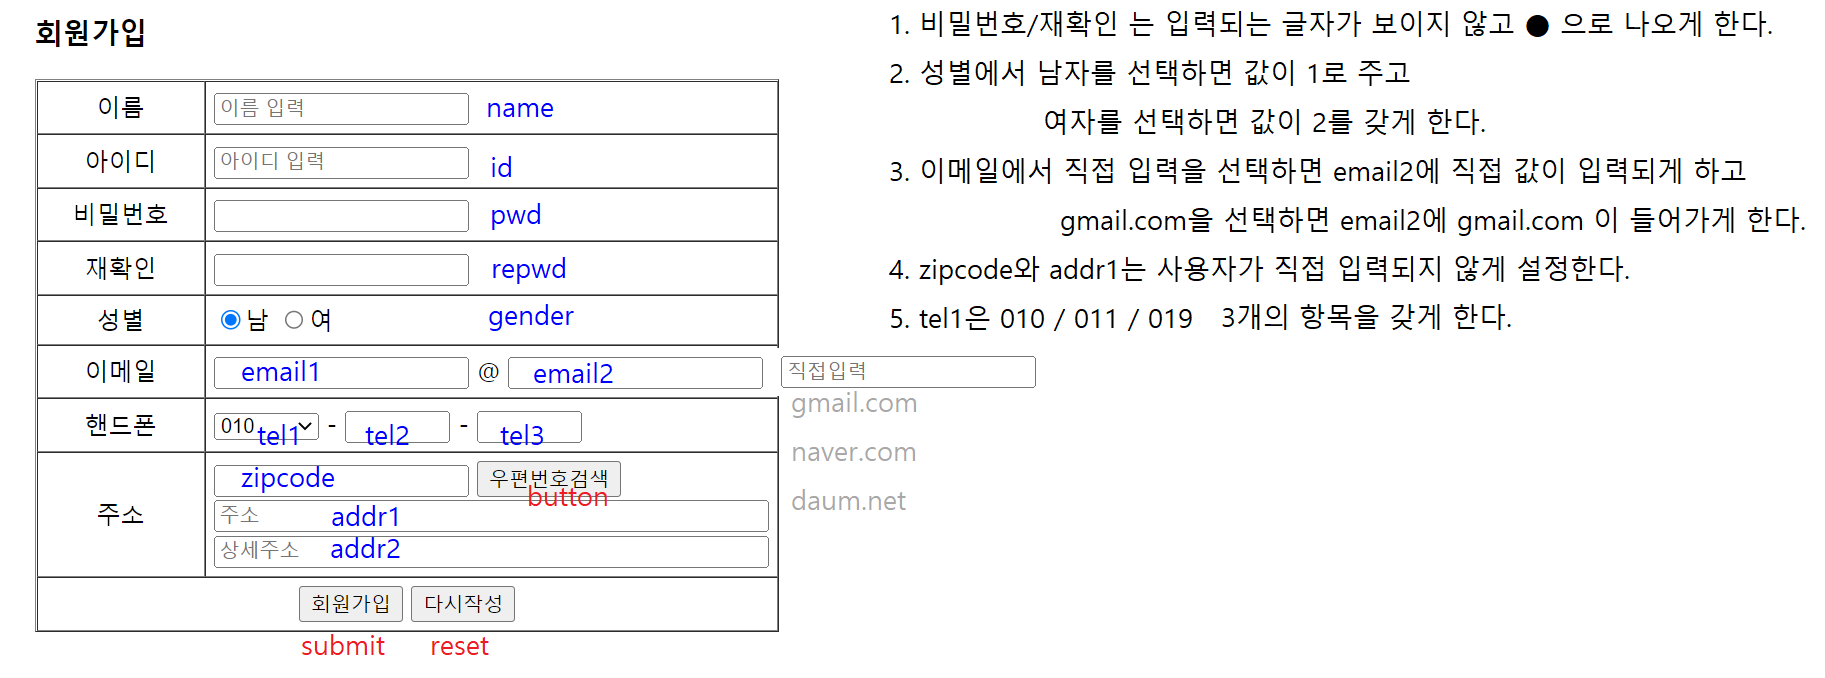 회원가입
이름 이름 입력 name
아이디 아이디 입력 id
비밀번호 pwd
재확인 repwd
성별 남 여 gender
이메일 email1 @ email2 직접입력
gmail.com
naver.com
daum.net
핸드폰 010 tel1 - tel2 - tel3
주소 zipcode 우편번호검색 button
주소 addr1
상세주소 addr2
회원가입 다시작성
submit reset
1. 비밀번호/재확인 는 입력되는 글자가 보이지 않고 ● 으로 나오게 한다.
2. 성별에서 남자를 선택하면 값이 1로 주고
여자를 선택하면 값이 2를 갖게 한다.
3. 이메일에서 직접 입력을 선택하면 email2에 직접 값이 입력되게 하고
gmail.com을 선택하면 email2에 gmail.com 이 들어가게 한다.
4. zipcode와 addr1는 사용자가 직접 입력되지 않게 설정한다.
5. tel1은 010 / 011 / 019 3개의 항목을 갖게 한다.